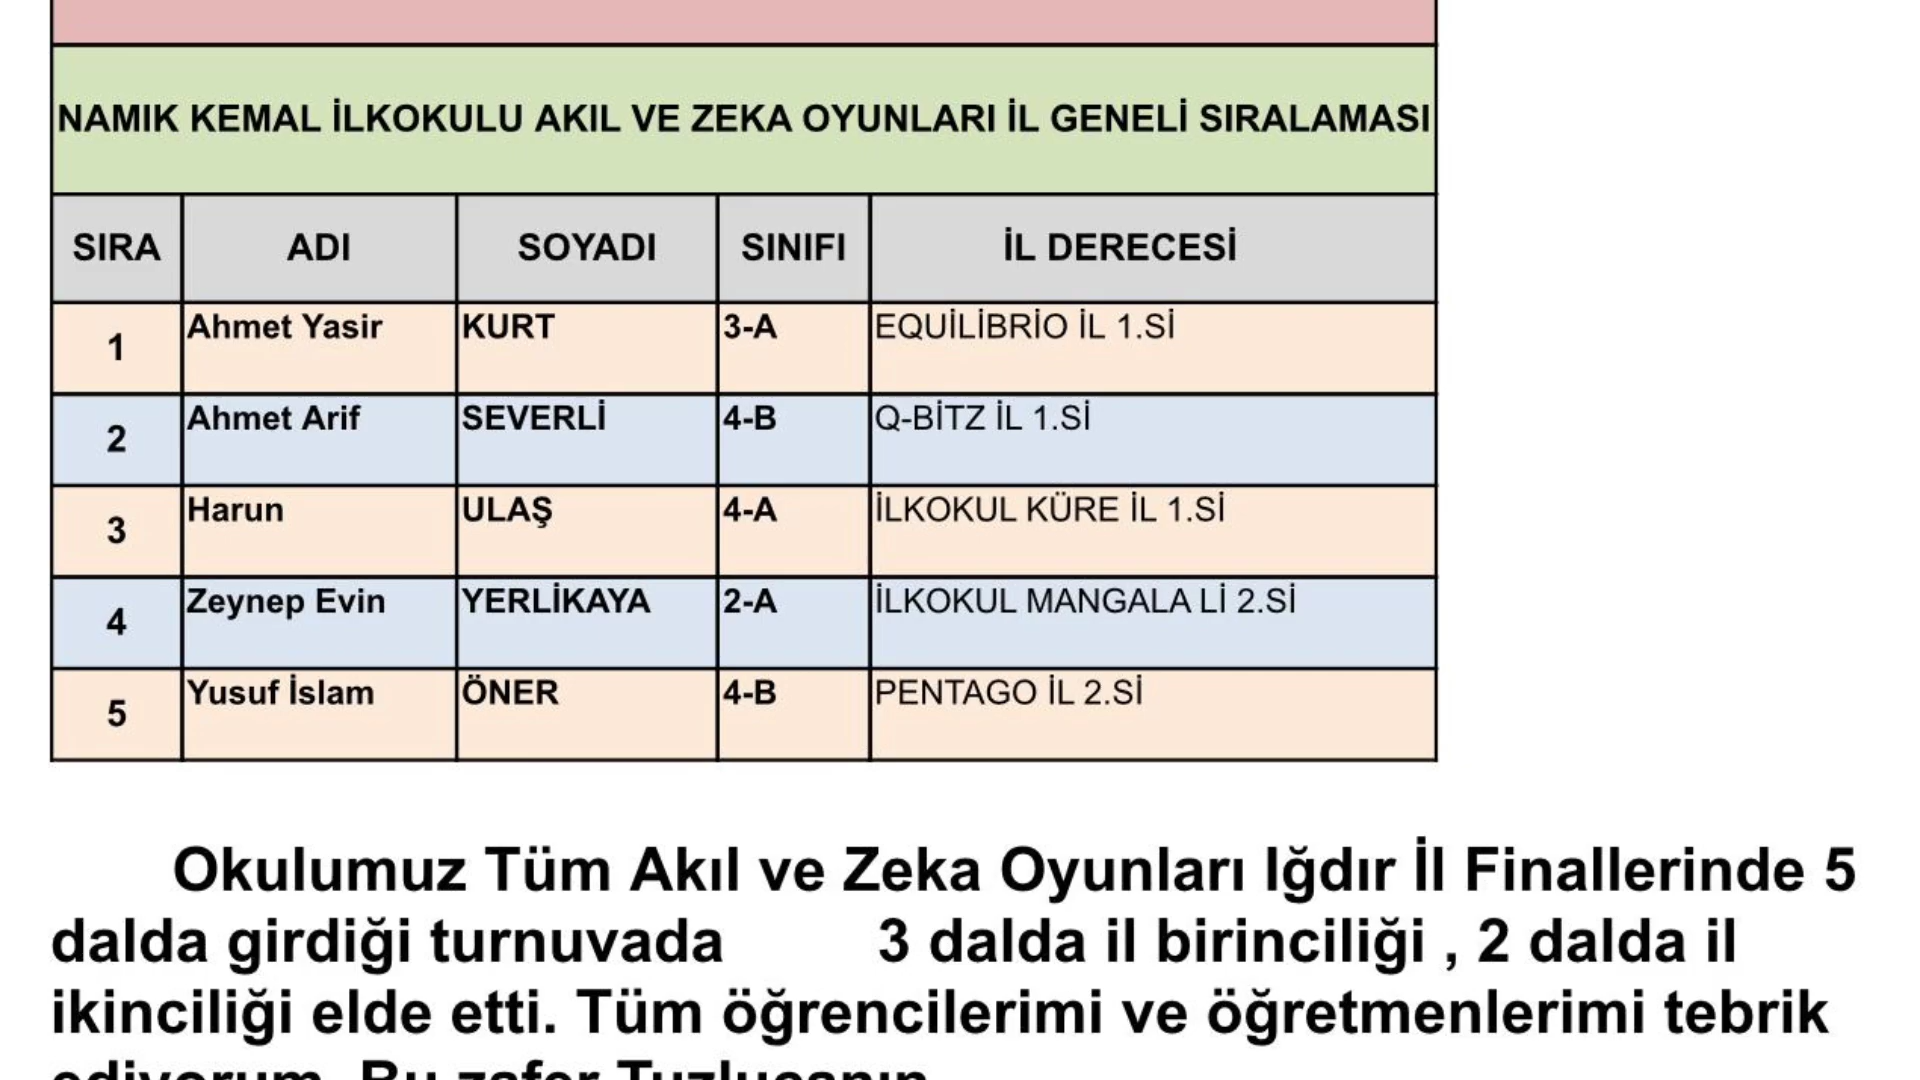 NAMIK KEMAL İLKOKULU AKIL VE ZEKA OYUNLARI İL GENELİ SIRALAMASI
SIRA ADI SOYADI SINIFI İL DERECESİ
1 Ahmet Yasir KURT 3-A EQUİLİBRİO İL 1.Sİ
2 Ahmet Arif SEVERLİ 4-B Q-BİTZ İL 1.Sİ
3 Harun ULAŞ 4-A İLKOKUL KÜRE İL 1.Sİ
4 Zeynep Evin YERLİKAYA 2-A İLKOKUL MANGALA Lİ 2.Sİ
5 Yusuf İslam ÖNER 4-B PENTAGO İL 2.Sİ
Okulumuz Tüm Akıl ve Zeka Oyunları Iğdır İl Finallerinde 5
dalda girdiği turnuvada 3 dalda il birinciliği , 2 dalda il
ikinciliği elde etti. Tüm öğrencilerimi ve öğretmenlerimi tebrik
ediyorum. Bu zafer Tuzlucanın